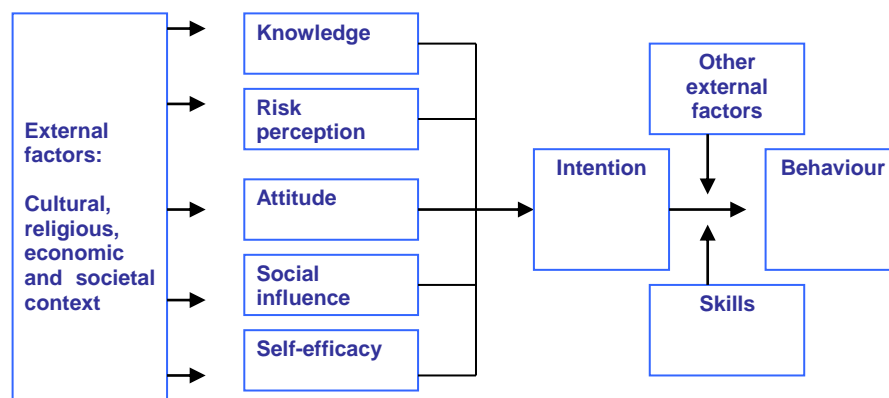 External
factors:
Cultural,
religious,
economic
and societal
context
Knowledge
Risk
perception
Attitude
Social
influence
Self-efficacy
Intention
Other
external
factors
Skills
Behaviour